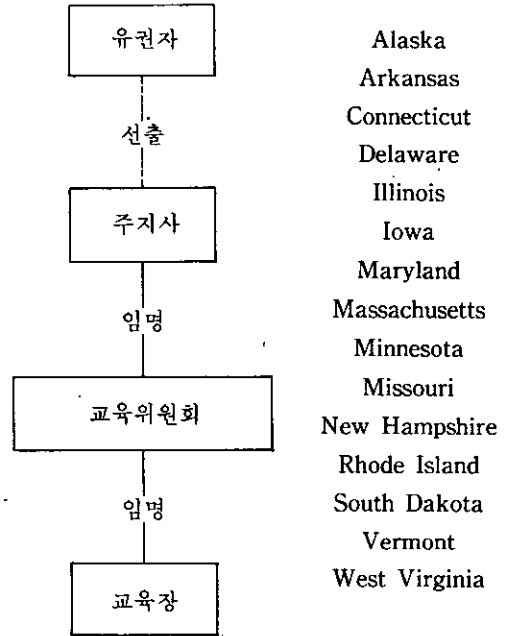 유권자
선출
주지사
임명
교육위원회
임명
교육장
Alaska
Arkansas
Connecticut
Delaware
Illinois
Iowa
Maryland
Massachusetts
Minnesota
Missouri
New Hampshire
Rhode Island
South Dakota
Vermont
West Virginia